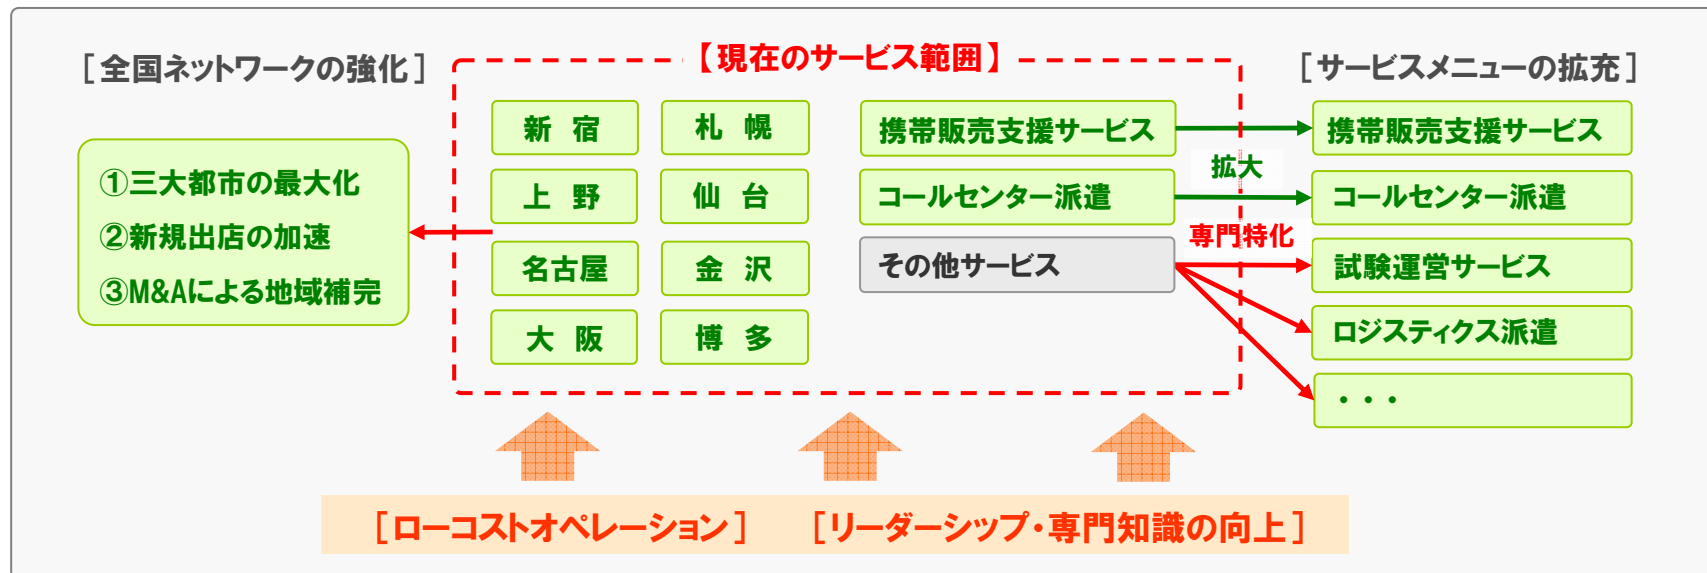 [全国ネットワークの強化]
①三大都市の最大化
②新規出店の加速
③M&Aによる地域補完
【現在のサービス範囲】
新 宿
札 幌
上 野
仙 台
名古屋
金 沢
大 阪
博 多
携帯販売支援サービス
コールセンター派遣
その他サービス
拡大
専門特化
[サービスメニューの拡充]
携帯販売支援サービス
コールセンター派遣
試験運営サービス
ロジスティクス派遣
・・・
[ローコストオペレーション] [リーダーシップ・専門知識の向上]